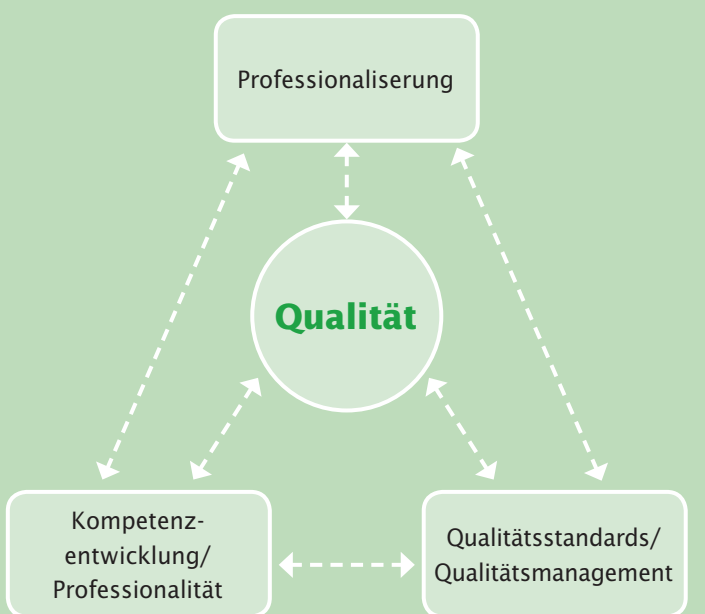 Professionaliserung
Qualität
Kompetenz-
entwicklung/
Professionalität
Qualitätsstandards/
Qualitätsmanagement